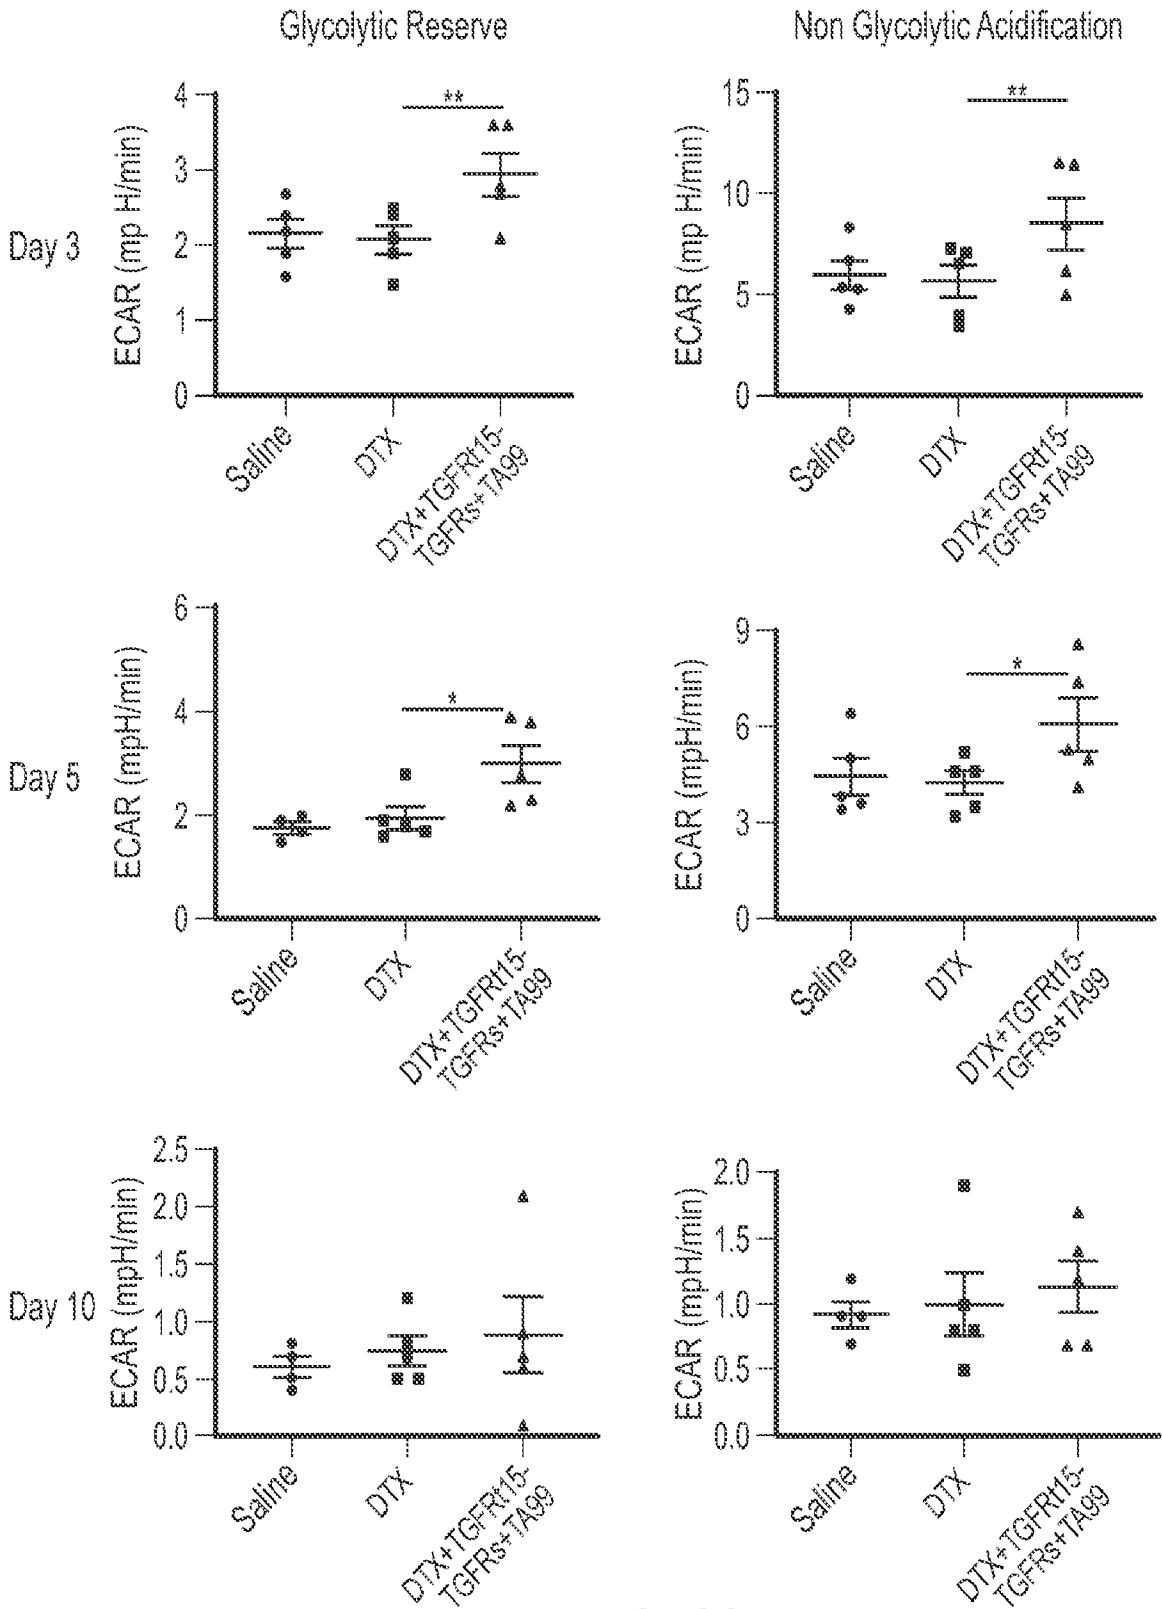 Glycolytic Reserve
Non Glycolytic Acidification
Day 3
ECAR (mp H/min)
4
3
2
1
0
**
Saline
DTX
DTX+TGFRt15-
TGFRs+TA99
ECAR (mp H/min)
15
10
5
0
**
Saline
DTX
DTX+TGFRt15-
TGFRs+TA99
Day 5
ECAR (mpH/min)
6
4
2
0
*
Saline
DTX
DTX+TGFRt15-
TGFRs+TA99
ECAR (mpH/min)
9
6
3
0
*
Saline
DTX
DTX+TGFRt15-
TGFRs+TA99
Day 10
ECAR (mpH/min)
2.5
2.0
1.5
1.0
0.5
0.0
Saline
DTX
DTX+TGFRt15-
TGFRs+TA99
ECAR (mpH/min)
2.0
1.5
1.0
0.5
0.0
Saline
DTX
DTX+TGFRt15-
TGFRs+TA99